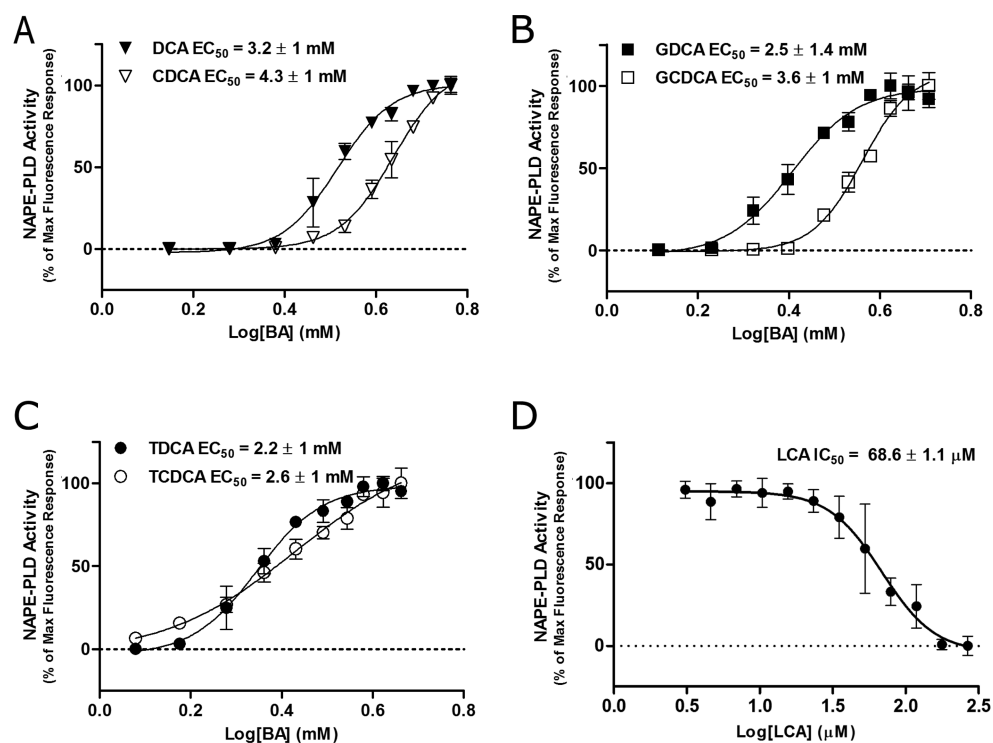 A
DCA EC50 = 3.2 ± 1 mM
CDCA EC50 = 4.3 ± 1 mM
NAPE-PLD Activity
(% of Max Fluorescence Response)
100
50
0
0.0 0.2 0.4 0.6 0.8
Log[BA] (mM)
B
GDCA EC50 = 2.5 ± 1.4 mM
GCDCA EC50 = 3.6 ± 1 mM
NAPE-PLD Activity
(% of Max Fluorescence Response)
100
50
0
0.0 0.2 0.4 0.6 0.8
Log[BA] (mM)
C
TDCA EC50 = 2.2 ± 1 mM
TCDCA EC50 = 2.6 ± 1 mM
NAPE-PLD Activity
(% of Max Fluorescence Response)
100
50
0
0.0 0.2 0.4 0.6 0.8
Log[BA] (mM)
D
LCA IC50 = 68.6 ± 1.1 μM
NAPE-PLD Activity
(% of Max Fluorescence Response)
100
50
0
0.0 0.5 1.0 1.5 2.0 2.5
Log[LCA] (μM)